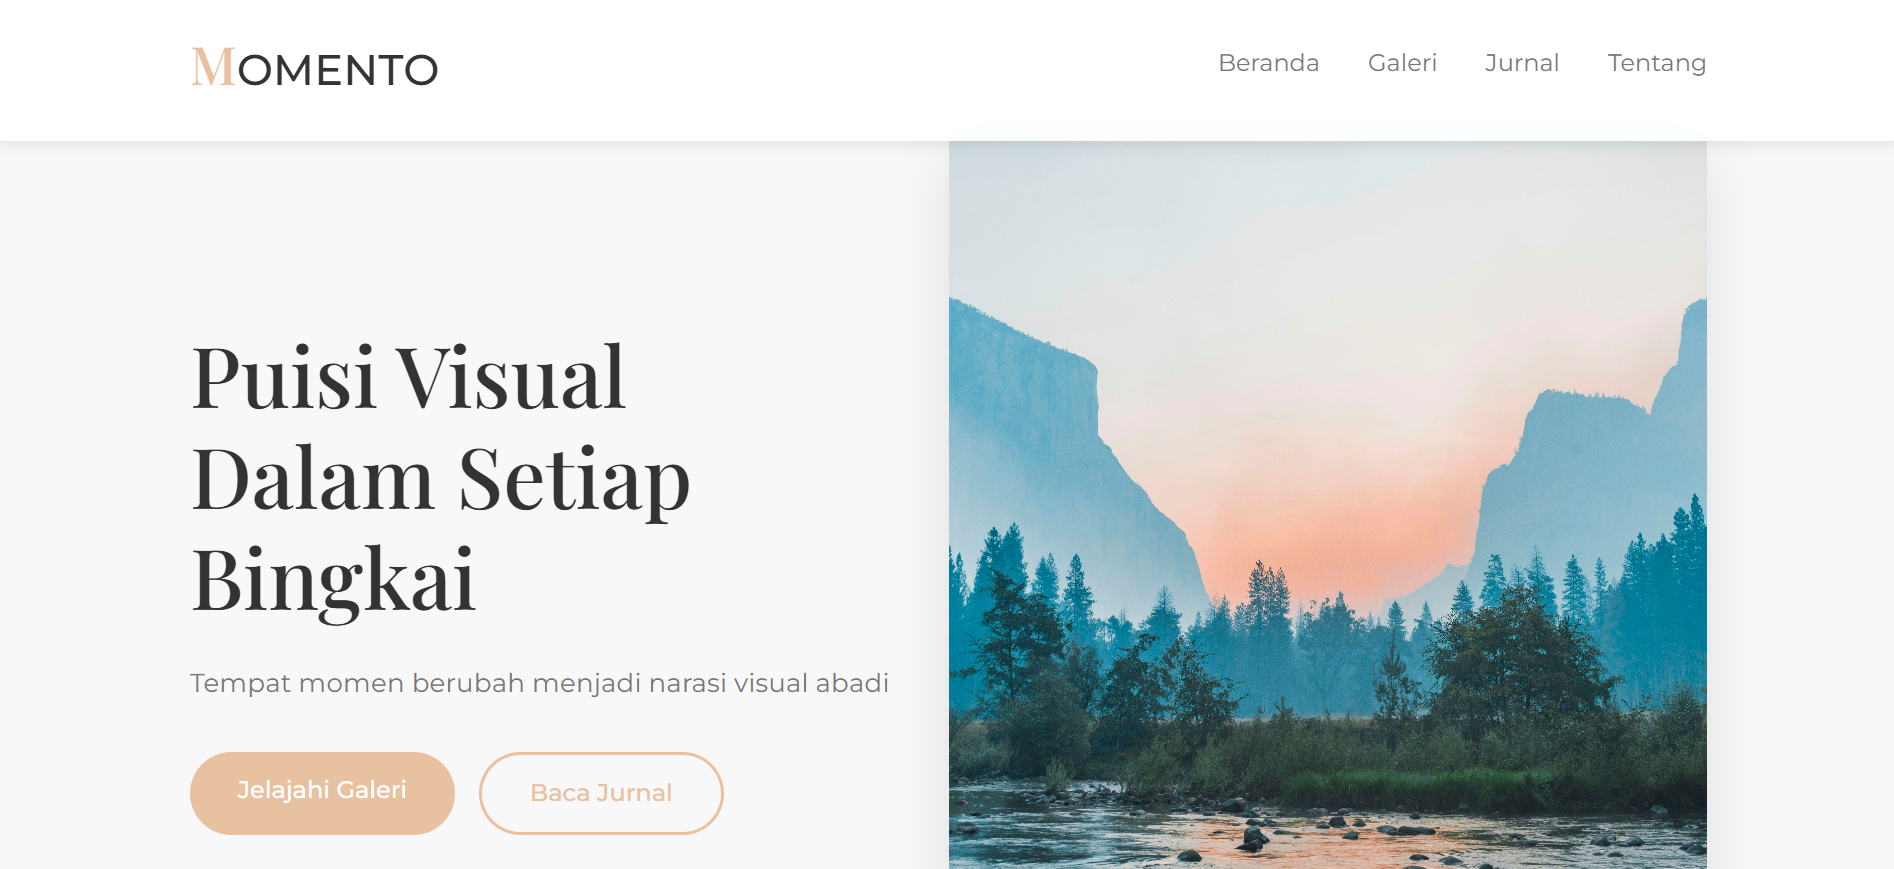 MOMENTO
Beranda Galeri Jurnal Tentang
Puisi Visual
Dalam Setiap
Bingkai
Tempat momen berubah menjadi narasi visual abadi
Jelajahi Galeri Baca Jurnal